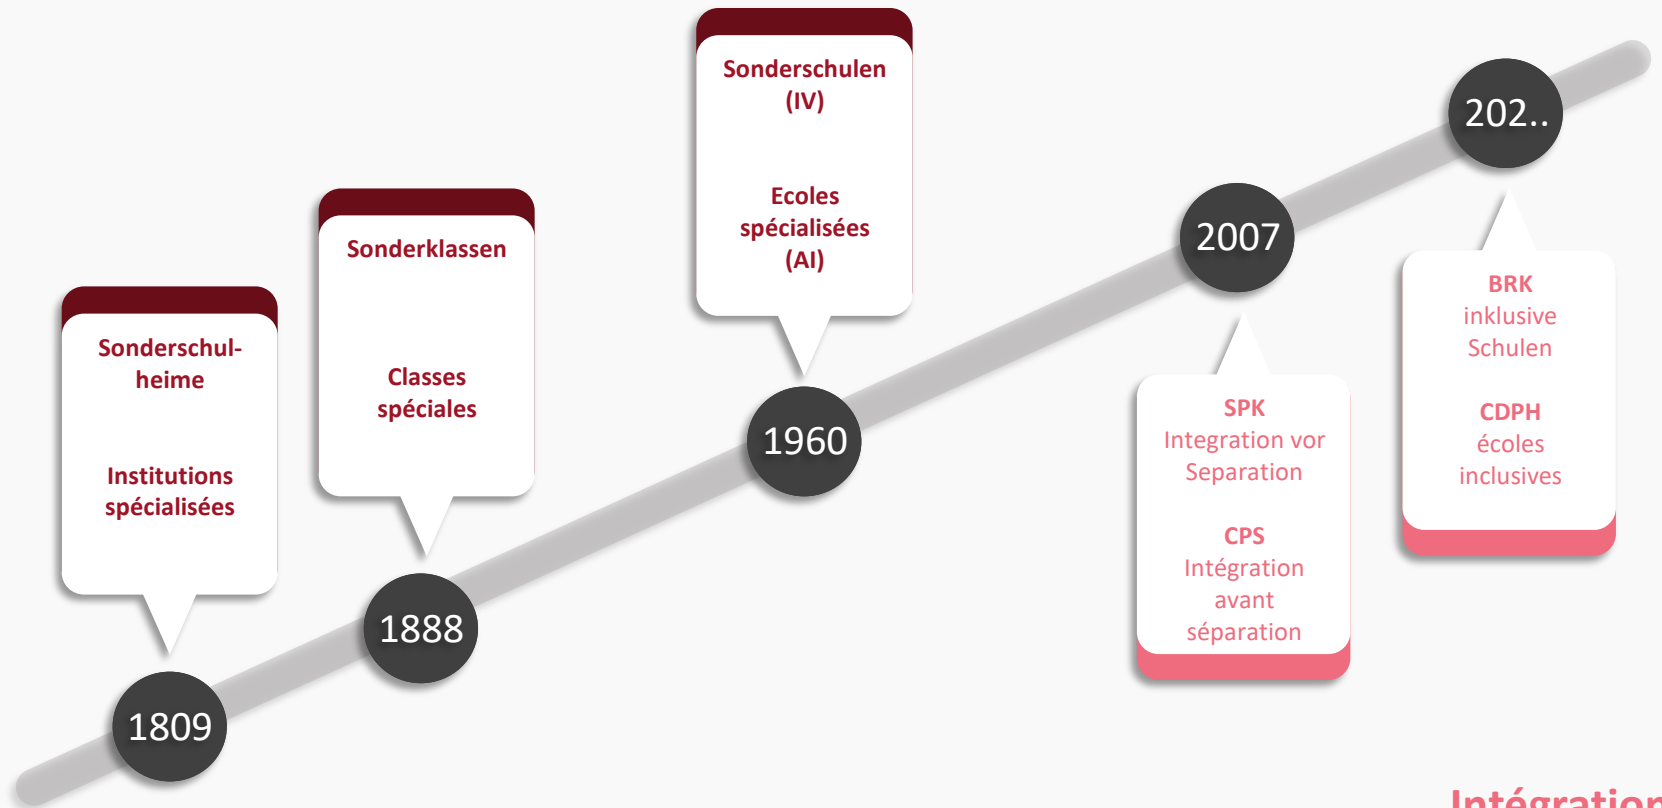 Sonderschul-
heime
Institutions
spécialisées
1809
Sonderklassen
Classes
spéciales
1888
Sonderschulen
(IV)
Ecoles
spécialisées
(AI)
1960
2007
SPK
Integration vor
Separation
CPS
Intégration
avant
séparation
202..
BRK
inklusive
Schulen
CDPH
écoles
inclusives
Intégration